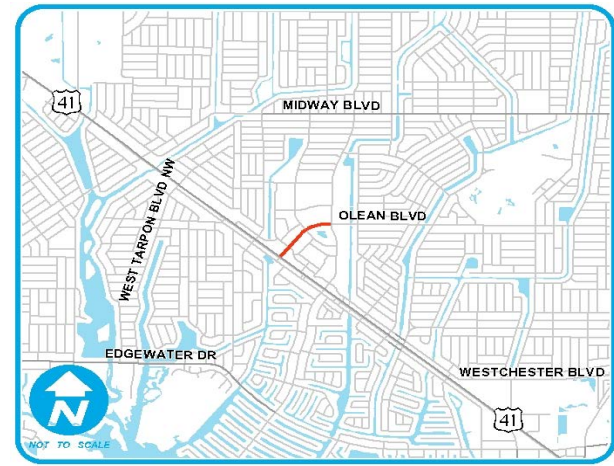 41
MIDWAY BLVD
WEST TARPON BLVD NW
OLEAN BLVD
EDGEWATER DR
WESTCHESTER BLVD
41
N
NOT TO SCALE